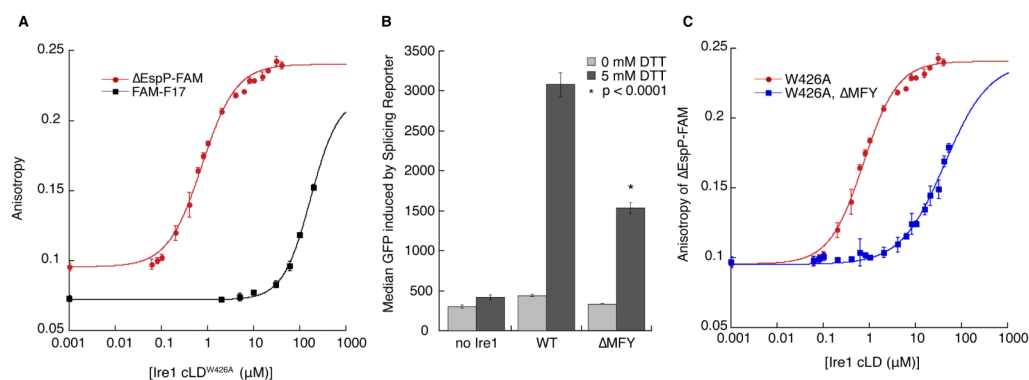 A
0.25
0.2
0.15
0.1
0.05
Anisotropy
ΔEspP-FAM
FAM-F17
0.001 0.01 0.1 1 10 100 1000
[Ire1 cLD^W426A (μM)]
B
3500
3000
2500
2000
1500
1000
500
0
Median GFP induced by Splicing Reporter
0 mM DTT
5 mM DTT
* p < 0.0001
*
no Ire1 WT ΔMFY
C
0.25
0.2
0.15
0.1
0.05
Anisotropy of ΔEspP-FAM
W426A
W426A, ΔMFY
0.001 0.01 0.1 1 10 100 1000
[Ire1 cLD (μM)]